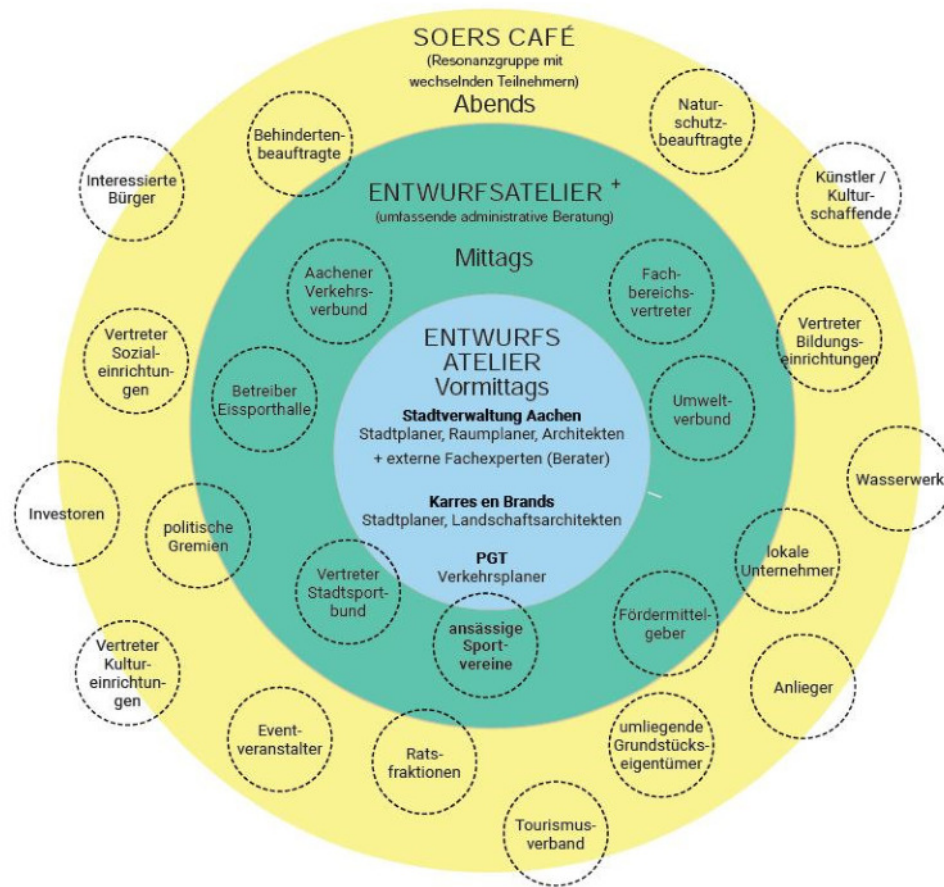 SOERS CAFÉ
(Resonanzgruppe mit
wechselnden Teilnehmern)
Abends
Natur-
schutz-
beauftragte
Behinderten-
beauftragte
Interessierte
Bürger
Künstler /
Kultur-
schaffende
ENTWURFSATELIER +
(umfassende administrative Beratung)
Mittags
Aachener
Verkehrs-
verbund
Fach-
bereichs-
vertreter
Vertreter
Sozial-
einrichtun-
gen
Vertreter
Bildungs-
einrichtungen
ENTWURFS
ATELIER
Vormittags
Betreiber
Eissporthalle
Umwelt-
verbund
Stadtverwaltung Aachen
Stadtplaner, Raumplaner, Architekten
+ externe Fachexperten (Berater)
Karres en Brands
Stadtplaner, Landschaftsarchitekten
PGT
Verkehrsplaner
Wasserwerk
Investoren
politische
Gremien
lokale
Unternehmer
Vertreter
Stadtsport-
bund
ansässige
Sport-
vereine
Fördermittel-
geber
Vertreter
Kultur-
einrichtun-
gen
Anlieger
Event-
veranstalter
Rats-
fraktionen
umliegende
Grundstücks-
eigentümer
Tourismus-
verband